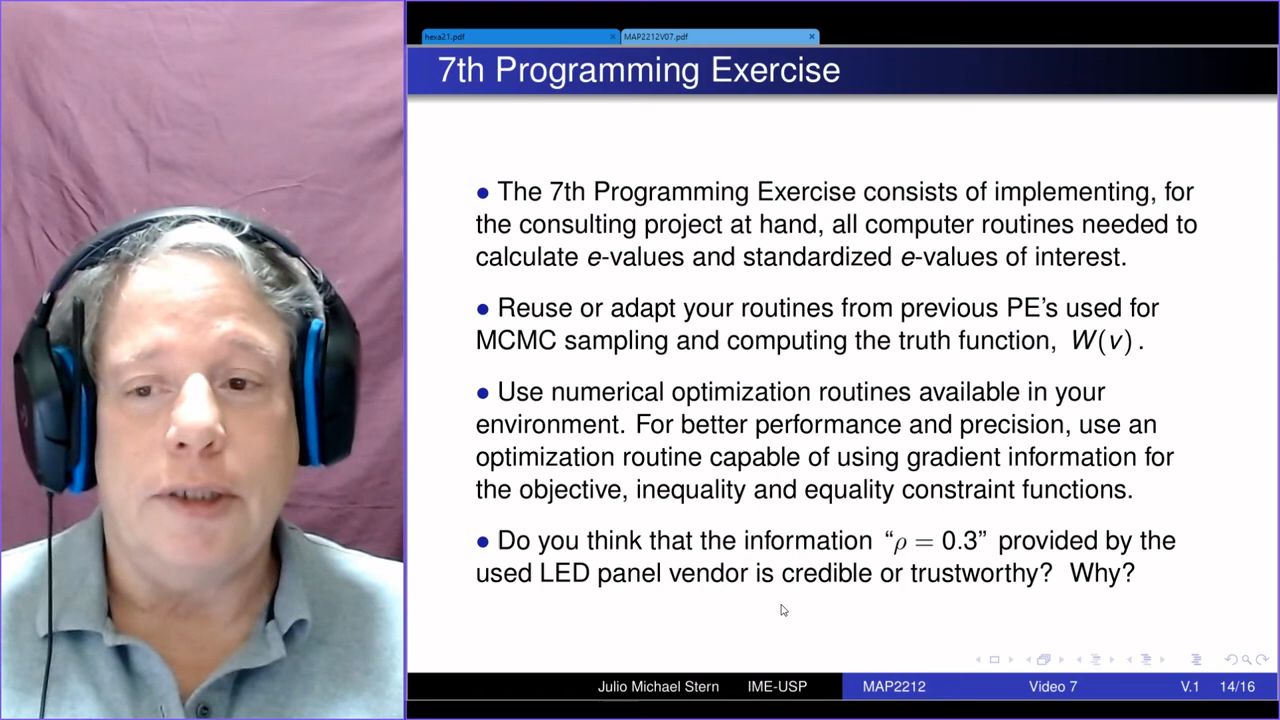 hexa21.pdf
MAP2212V07.pdf
7th Programming Exercise
• The 7th Programming Exercise consists of implementing, for
the consulting project at hand, all computer routines needed to
calculate e-values and standardized e-values of interest.
• Reuse or adapt your routines from previous PE's used for
MCMC sampling and computing the truth function, W(v).
• Use numerical optimization routines available in your
environment. For better performance and precision, use an
optimization routine capable of using gradient information for
the objective, inequality and equality constraint functions.
• Do you think that the information “ρ = 0.3” provided by the
used LED panel vendor is credible or trustworthy? Why?
Julio Michael Stern IME-USP MAP2212 Video 7 V.1 14/16